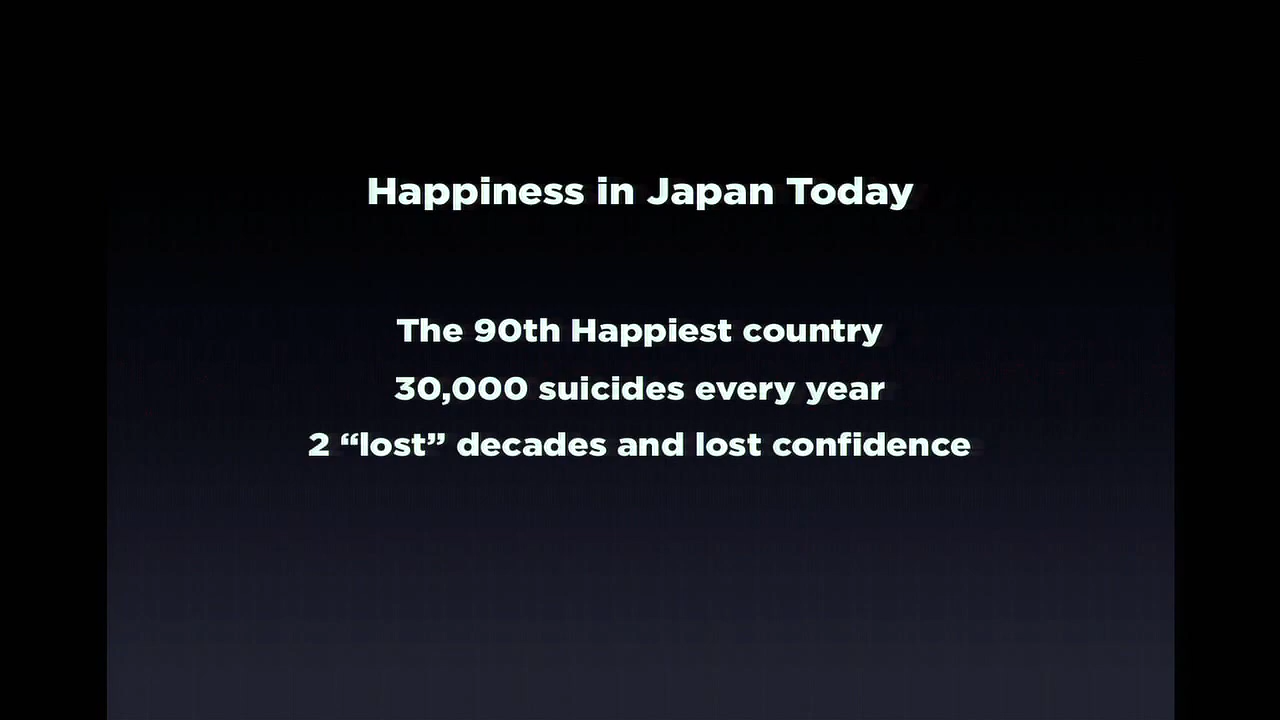 Happiness in Japan Today
The 90th Happiest country
30,000 suicides every year
2 “lost” decades and lost confidence